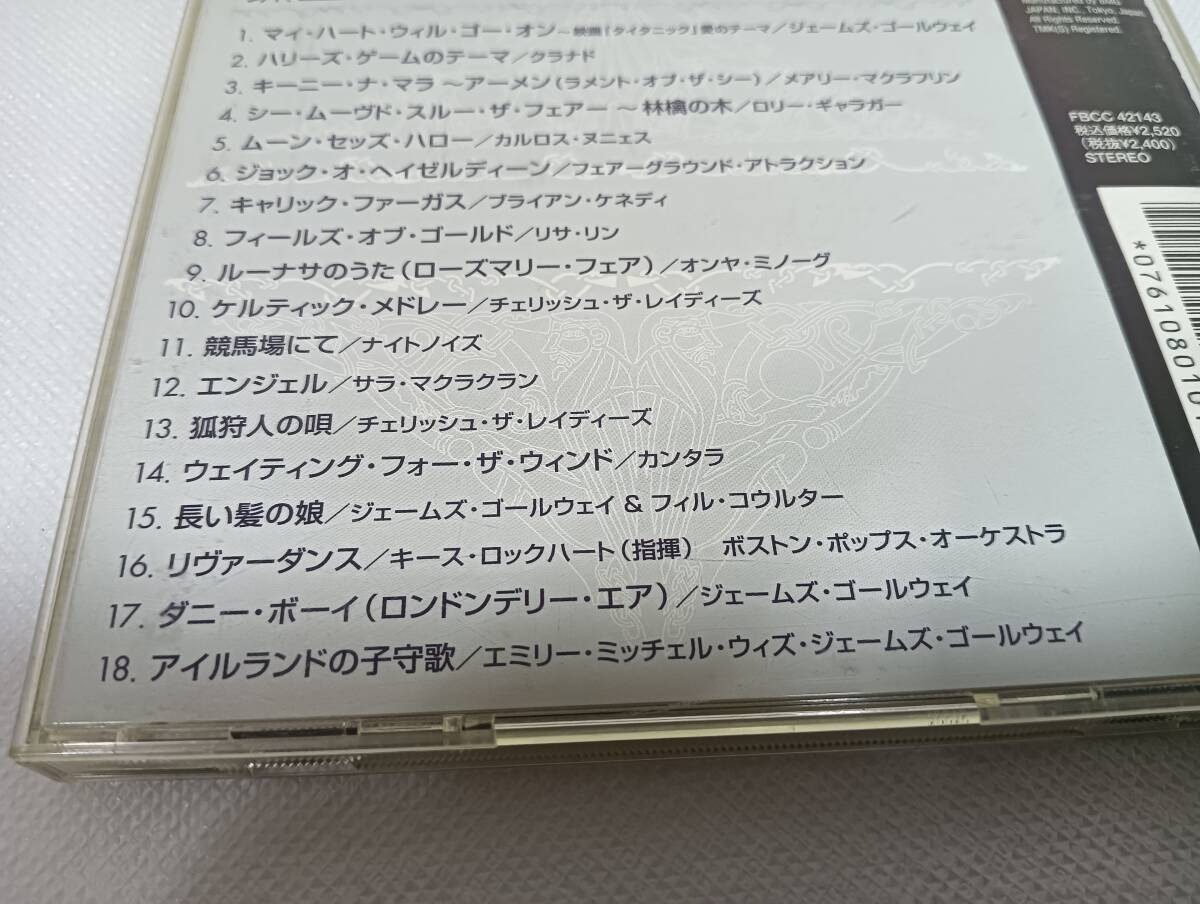 1. マイ・ハート・ウィル・ゴー・オン～映画「タイタニック」愛のテーマ／ジェームズ・ゴールウェイ
2. ハリーズ・ゲームのテーマ／クラナド
3. キーニー・ナ・マラ ～アーメン(ラメント・オブ・ザ・シー)／メアリー・マクラフリン
4. シー・ムーヴド・スルー・ザ・フェアー ～ 林檎の木／ロリー・ギャラガー
5. ムーン・セッズ・ハロー／カルロス・ヌニェス
6. ジョック・オ・ヘイゼルディーン／フェアーグラウンド・アトラクション
7. キャリック・ファーガス／ブライアン・ケネディ
8. フィールズ・オブ・ゴールド／リサ・リン
9. ルーナサのうた(ローズマリー・フェア)／オンヤ・ミノーグ
10. ケルティック・メドレー／チェリッシュ・ザ・レイディーズ
11. 競馬場にて／ナイトノイズ
12. エンジェル／サラ・マクラクラン
13. 狐狩人の唄／チェリッシュ・ザ・レイディーズ
14. ウェイティング・フォー・ザ・ウィンド／カンタラ
15. 長い髪の娘／ジェームズ・ゴールウェイ & フィル・コウルター
16. リヴァーダンス／キース・ロックハート(指揮) ボストン・ポップス・オーケストラ
17. ダニー・ボーイ(ロンドンデリー・エア)／ジェームズ・ゴールウェイ
18. アイルランドの子守歌／エミリー・ミッチェル・ウィズ・ジェームズ・ゴールウェイ
Manufactured by BMG
JAPAN, INC., Tokyo, Japan.
All Rights Reserved.
TMK(S) Registered.
FBCC 42143
税込価格¥2,520
(税抜¥2,400)
STEREO
*0761080101